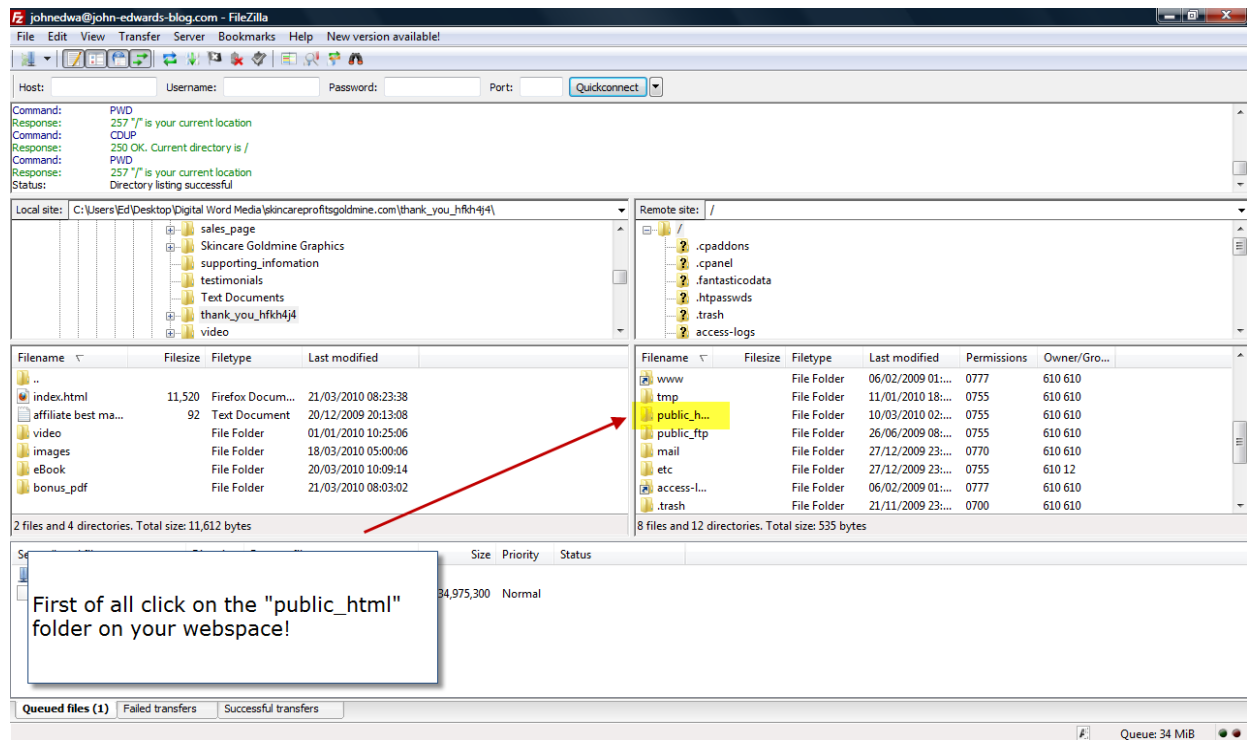 johnedwa@john-edwards-blog.com - FileZilla
File Edit View Transfer Server Bookmarks Help New version available!
Host: Username: Password: Port: Quickconnect
Command: PWD
Response: 257 "/" is your current location
Command: CDUP
Response: 250 OK. Current directory is /
Command: PWD
Response: 257 "/" is your current location
Status: Directory listing successful
Local site: C:\Users\Ed\Desktop\Digital Word Media\skincareprofitsgoldmine.com\thank_you_hfkh4j4\
sales_page
Skincare Goldmine Graphics
supporting_infomation
testimonials
Text Documents
thank_you_hfkh4j4
video
Remote site: /
/
.cpaddons
.cpanel
.fantasticodata
.htpasswds
.trash
access-logs
Filename Filesize Filetype Last modified
..
index.html 11,520 Firefox Docum... 21/03/2010 08:23:38
affiliate best ma... 92 Text Document 20/12/2009 20:13:08
video File Folder 01/01/2010 10:25:06
images File Folder 18/03/2010 05:00:06
eBook File Folder 20/03/2010 10:09:14
bonus_pdf File Folder 21/03/2010 08:03:02
2 files and 4 directories. Total size: 11,612 bytes
Filename Filesize Filetype Last modified Permissions Owner/Gro...
www File Folder 06/02/2009 01:... 0777 610 610
tmp File Folder 11/01/2010 18:... 0755 610 610
public_h... File Folder 10/03/2010 02:... 0755 610 610
public_ftp File Folder 26/06/2009 08:... 0755 610 610
mail File Folder 27/12/2009 23:... 0770 610 610
etc File Folder 27/12/2009 23:... 0755 610 12
access-l... File Folder 06/02/2009 01:... 0777 610 610
.trash File Folder 21/11/2009 23:... 0700 610 610
8 files and 12 directories. Total size: 535 bytes
Size Priority Status
34,975,300 Normal
First of all click on the "public_html"
folder on your webspace!
Queued files (1) Failed transfers Successful transfers
Queue: 34 MiB